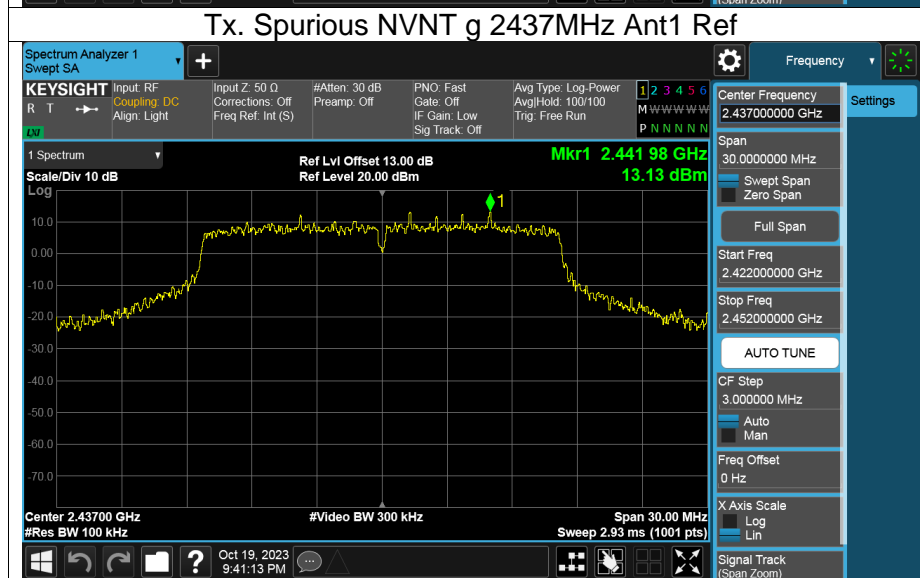 (Span Zoom)
Tx. Spurious NVNT g 2437MHz Ant1 Ref
Spectrum Analyzer 1
Swept SA
+
Frequency
KEYSIGHT
R T
LXI
Input: RF
Coupling: DC
Align: Light
Input Z: 50 Ω
Corrections: Off
Freq Ref: Int (S)
#Atten: 30 dB
Preamp: Off
PNO: Fast
Gate: Off
IF Gain: Low
Sig Track: Off
Avg Type: Log-Power
Avg|Hold: 100/100
Trig: Free Run
1 2 3 4 5 6
M W W W W W
P N N N N N
1 Spectrum
Scale/Div 10 dB
Log
Ref Lvl Offset 13.00 dB
Ref Level 20.00 dBm
Mkr1 2.441 98 GHz
13.13 dBm
1
10.0
0.00
-10.0
-20.0
-30.0
-40.0
-50.0
-60.0
-70.0
Center 2.43700 GHz
#Res BW 100 kHz
#Video BW 300 kHz
Span 30.00 MHz
Sweep 2.93 ms (1001 pts)
?
Oct 19, 2023
9:41:13 PM
Center Frequency
2.437000000 GHz
Settings
Span
30.0000000 MHz
Swept Span
Zero Span
Full Span
Start Freq
2.422000000 GHz
Stop Freq
2.452000000 GHz
AUTO TUNE
CF Step
3.000000 MHz
Auto
Man
Freq Offset
0 Hz
X Axis Scale
Log
Lin
Signal Track
(Span Zoom)